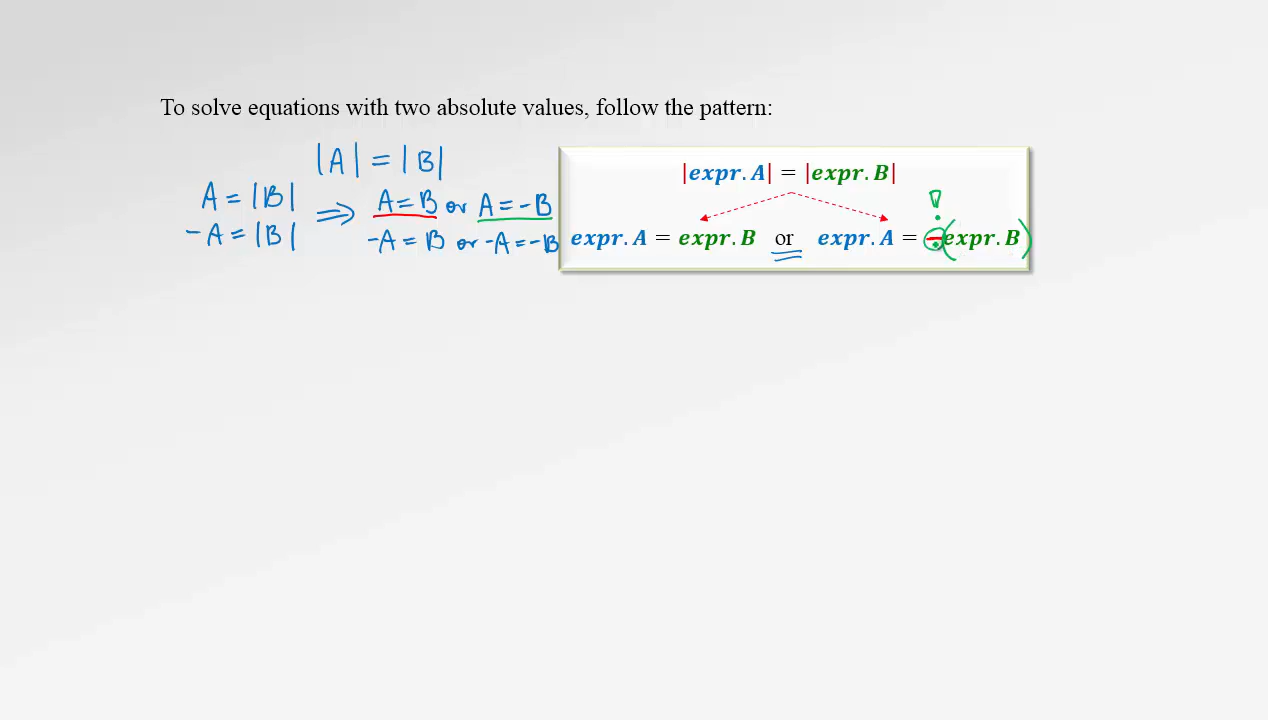 To solve equations with two absolute values, follow the pattern:
|A| = |B|
A = |B|
-A = |B|
⇒
A = B or A = -B
-A = B or -A = -B
|expr.A| = |expr.B|
!
expr.A = expr.B or expr.A = -(expr.B)